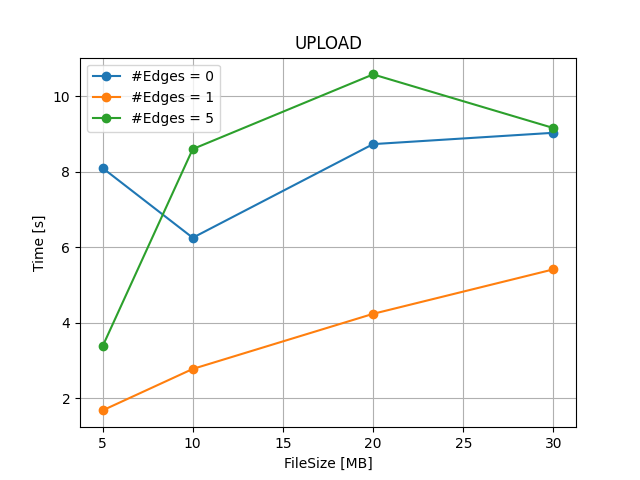 UPLOAD
#Edges = 0
#Edges = 1
#Edges = 5
Time [s]
10
8
6
4
2
5
10
15
20
25
30
FileSize [MB]